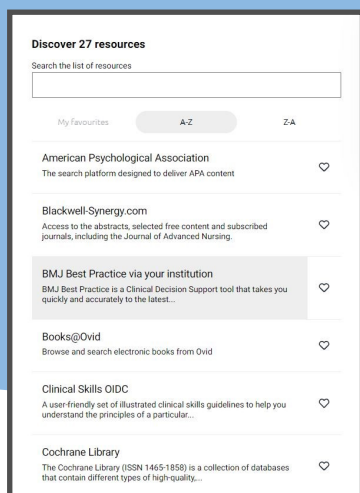 Discover 27 resources
Search the list of resources
My favourites A-Z Z-A
American Psychological Association
The search platform designed to deliver APA content
Blackwell-Synergy.com
Access to the abstracts, selected free content and subscribed
journals, including the Journal of Advanced Nursing.
BMJ Best Practice via your institution
BMJ Best Practice is a Clinical Decision Support tool that takes you
quickly and accurately to the latest...
Books@Ovid
Browse and search electronic books from Ovid
Clinical Skills OIDC
A user-friendly set of illustrated clinical skills guidelines to help you
understand the principles of a particular...
Cochrane Library
The Cochrane Library (ISSN 1465-1858) is a collection of databases
that contain different types of high-quality,...